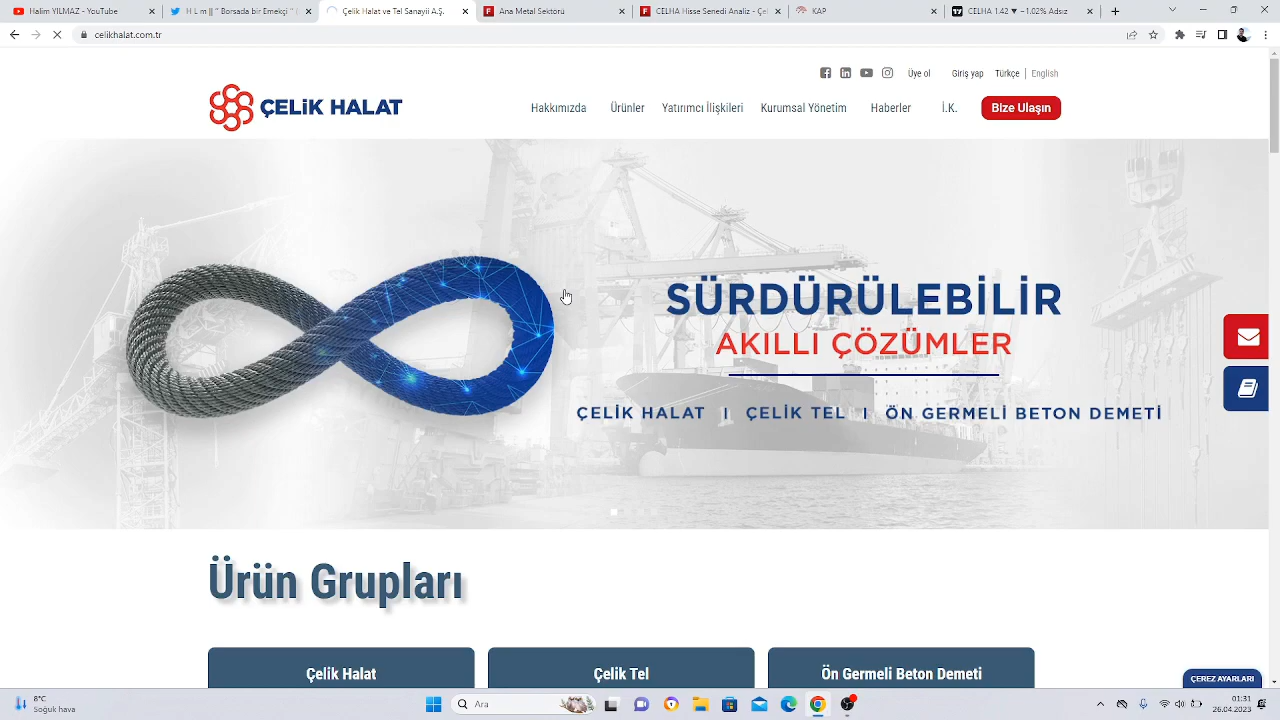 Halim YILMAZ - YouTube
H L m || " Borsada bir Emekçi " (
Çelik Halat ve Tel Sanayii A.Ş.
Ana Metal Sektörü
CELHA Hisse Senedi Analiz - Çel
KAP
CELHA 1.42 ▼ −1.02% Adsız
celikhalat.com.tr
Üye ol Giriş yap Türkçe | English
ÇELİK HALAT
Hakkımızda Ürünler Yatırımcı İlişkileri Kurumsal Yönetim Haberler İ.K. Bize Ulaşın
SÜRDÜRÜLEBİLİR
AKILLI ÇÖZÜMLER
ÇELİK HALAT | ÇELİK TEL | ÖN GERMELİ BETON DEMETİ
Ürün Grupları
Çelik Halat
Çelik Tel
Ön Germeli Beton Demeti
ÇEREZ AYARLARI
8°C
Soğuk hava
Ara
01:31
26.04.2023